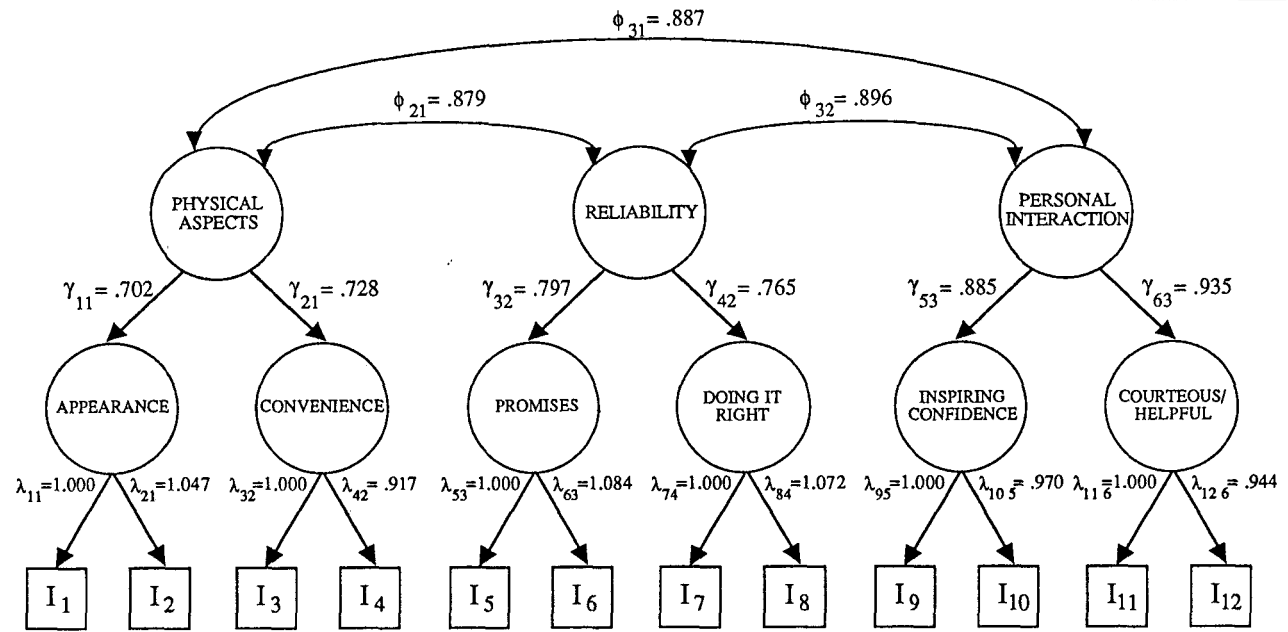 ϕ31= .887
ϕ21= .879
ϕ32= .896
PHYSICAL
ASPECTS
RELIABILITY
PERSONAL
INTERACTION
γ11= .702
γ21= .728
γ32= .797
γ42= .765
γ53= .885
γ63= .935
APPEARANCE
CONVENIENCE
PROMISES
DOING IT
RIGHT
INSPIRING
CONFIDENCE
COURTEOUS/
HELPFUL
λ11=1.000
λ21=1.047
λ32=1.000
λ42= .917
λ53=1.000
λ63=1.084
λ74=1.000
λ84=1.072
λ95=1.000
λ10 5= .970
λ11 6=1.000
λ12 6= .944
I1
I2
I3
I4
I5
I6
I7
I8
I9
I10
I11
I12